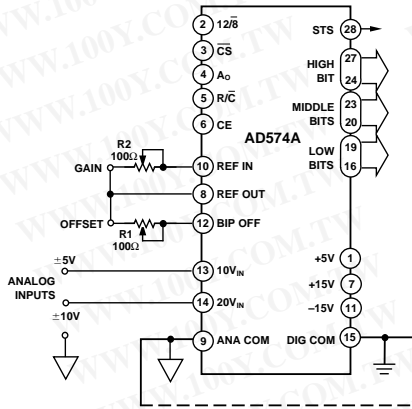 2 12/8̅
3 C̅S̅
4 AO
5 R/C̅
6 CE
R2
100Ω
GAIN
10 REF IN
8 REF OUT
OFFSET
12 BIP OFF
R1
100Ω
±5V
13 10VIN
ANALOG
INPUTS
14 20VIN
±10V
9 ANA COM
AD574A
STS 28
HIGH
BIT
27
24
MIDDLE
BITS
23
20
LOW
BITS
19
16
+5V 1
+15V 7
–15V 11
DIG COM 15
WWW.100Y.COM.TW